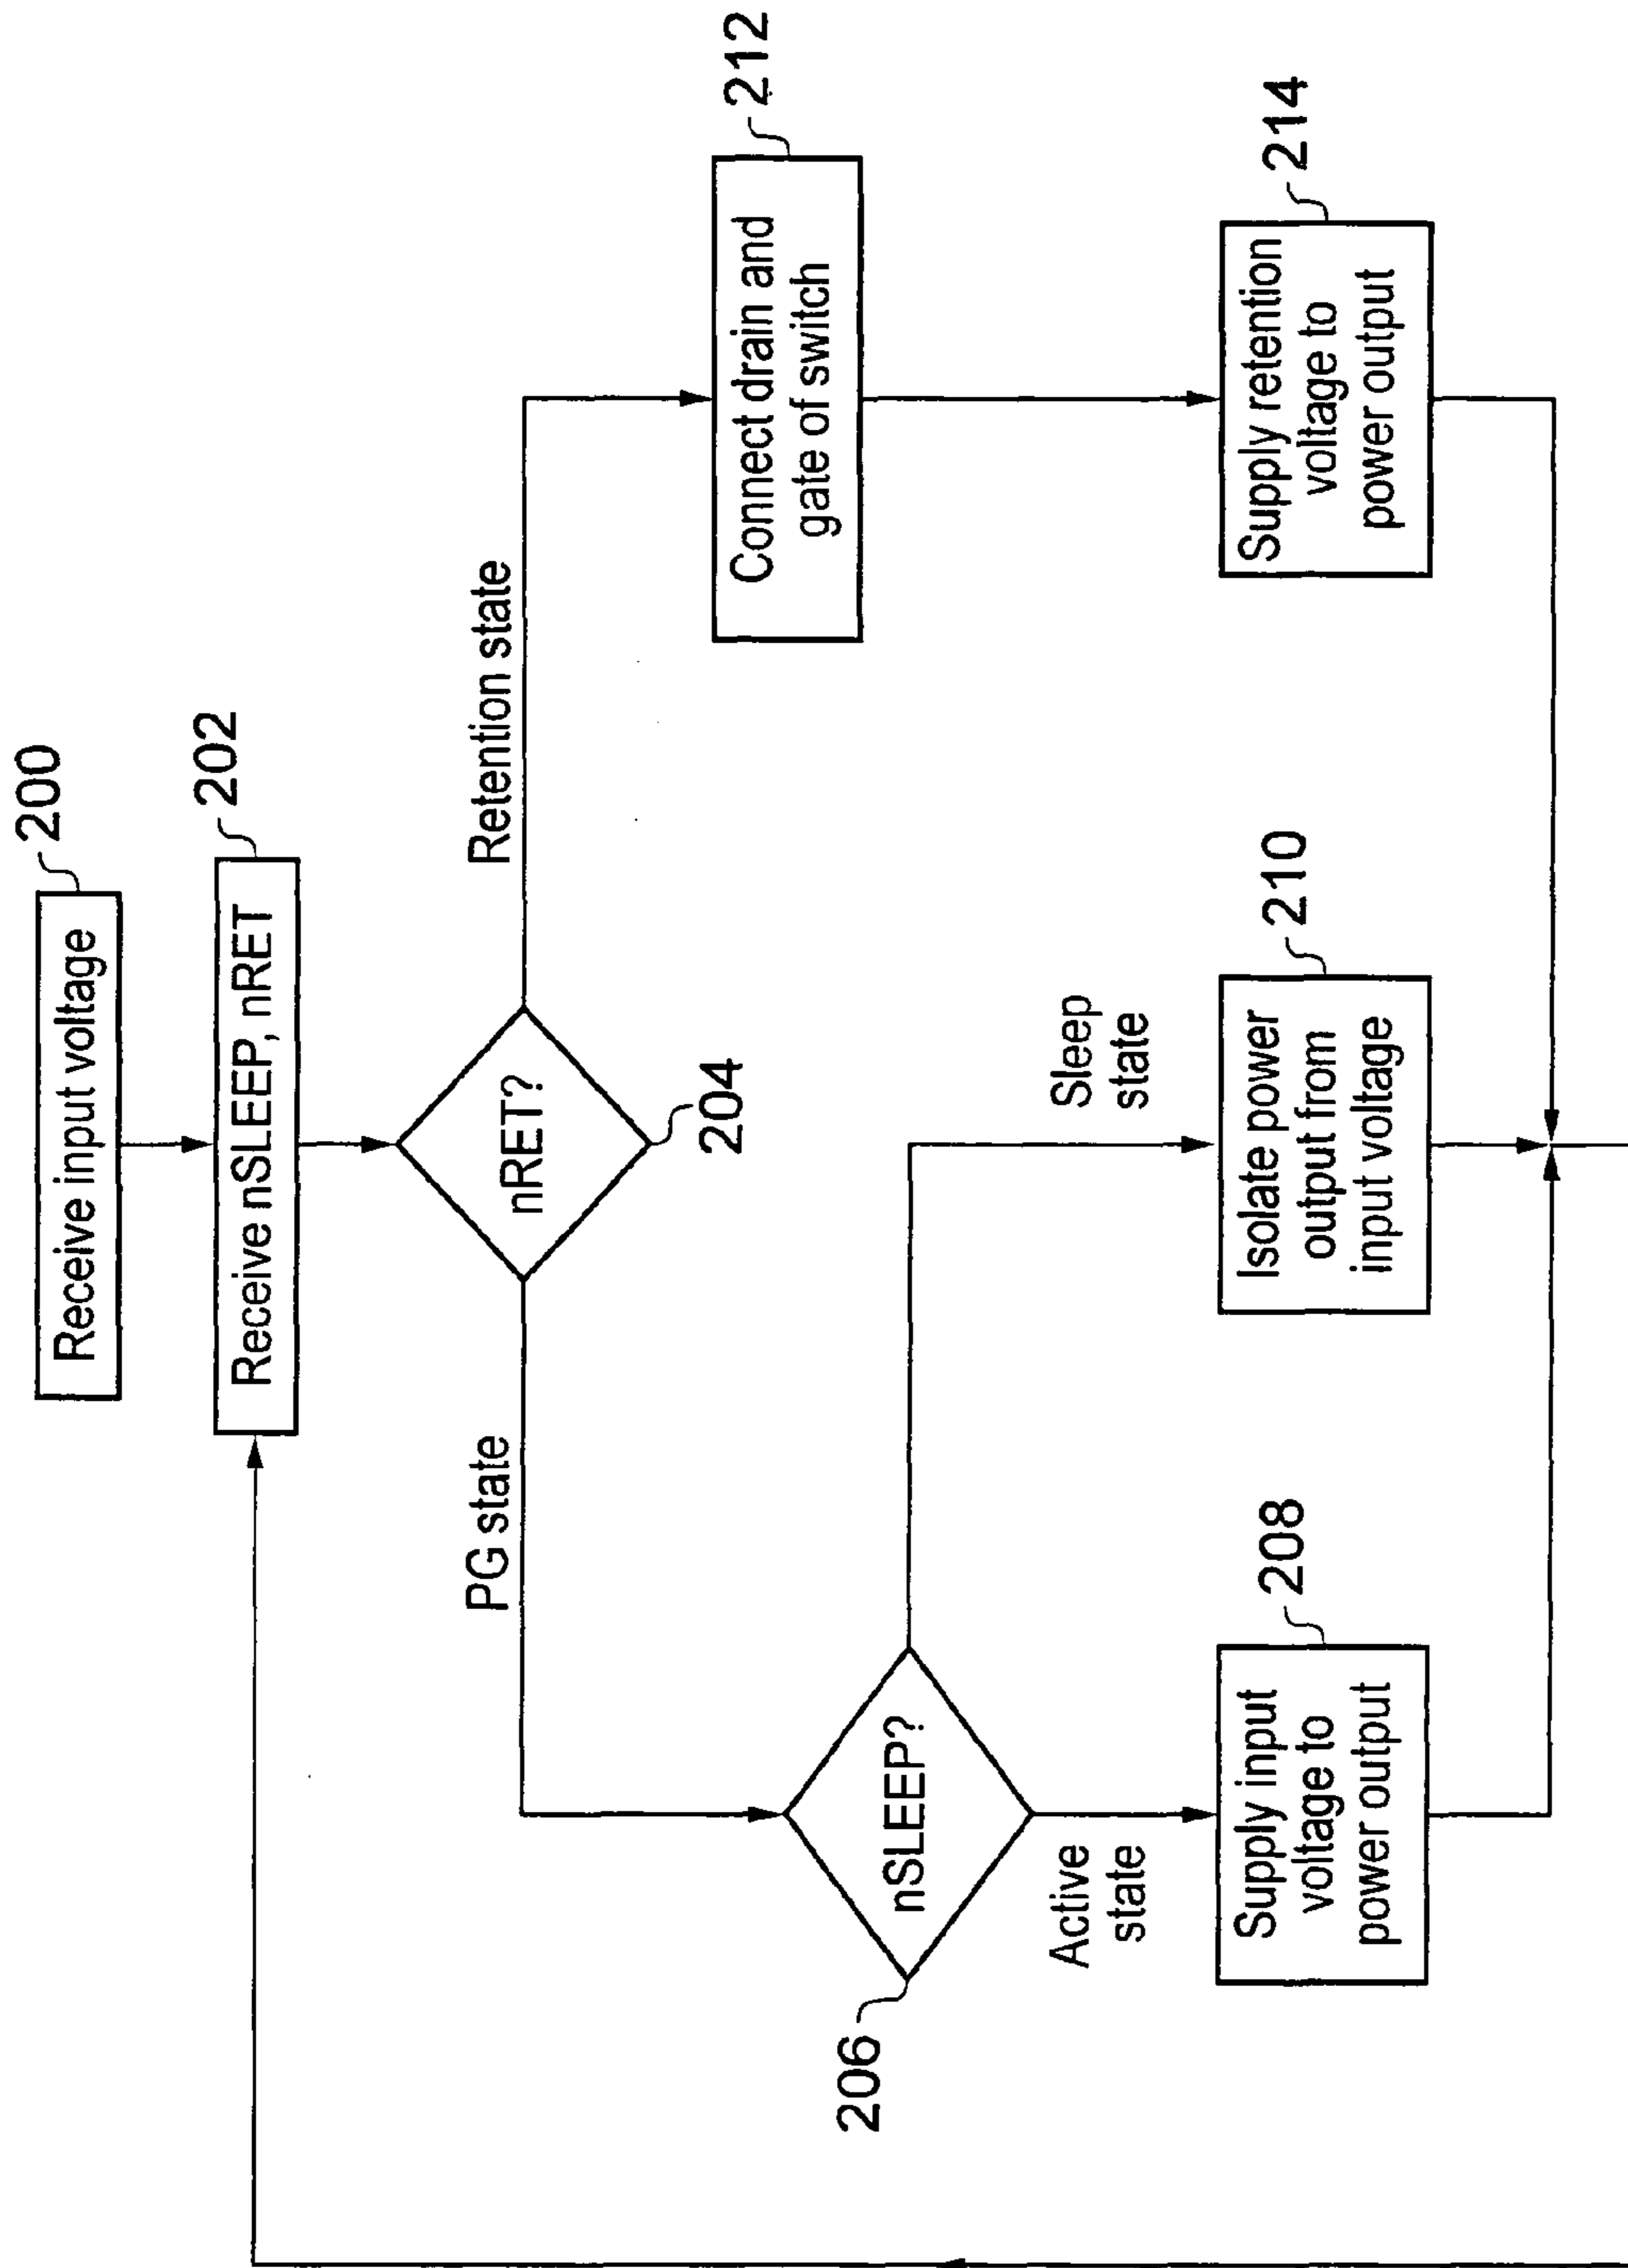 Receive input voltage
200
Receive nSLEEP, nRET
202
nRET?
204
PG state
Retention state
nSLEEP?
206
Connect drain and
gate of switch
212
Active
state
Sleep
state
Supply input
voltage to
power output
208
Isolate power
output from
input voltage
210
Supply retention
voltage to
power output
214